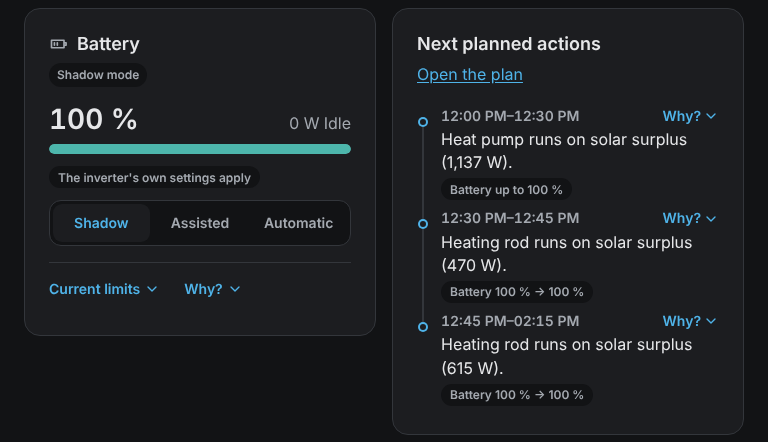 Battery
Shadow mode
100 %
0 W Idle
The inverter's own settings apply
Shadow
Assisted
Automatic
Current limits
Why?
Next planned actions
Open the plan
12:00 PM–12:30 PM
Why?
Heat pump runs on solar surplus
(1,137 W).
Battery up to 100 %
12:30 PM–12:45 PM
Why?
Heating rod runs on solar surplus
(470 W).
Battery 100 % → 100 %
12:45 PM–02:15 PM
Why?
Heating rod runs on solar surplus
(615 W).
Battery 100 % → 100 %